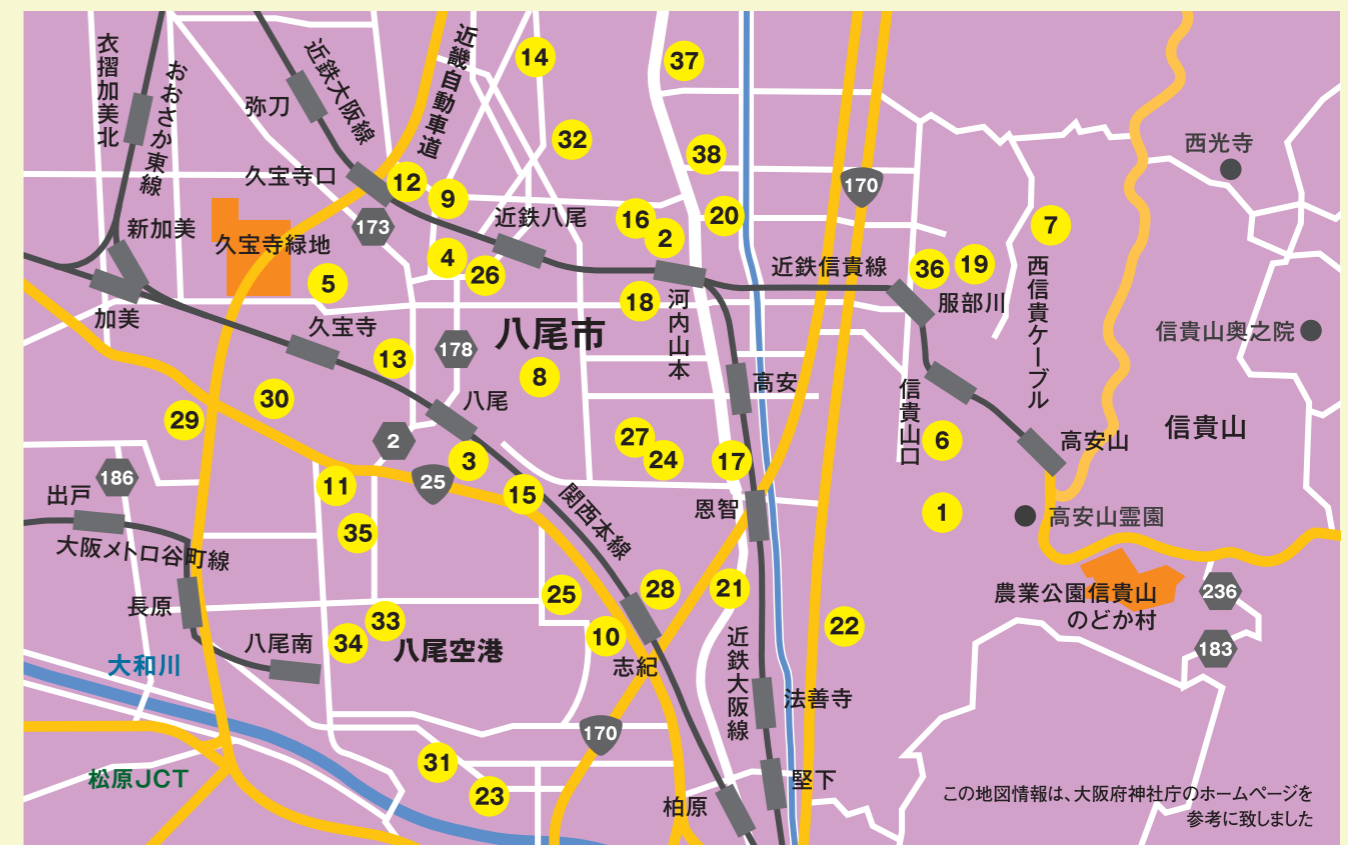 衣摺加美北
おおさか東線
弥刀
近鉄大阪線
近畿自動車道
14
37
32
38
西光寺
久宝寺口
12
9
173
新加美
久宝寺緑地
近鉄八尾
16
2
20
170
7
4
26
5
加美
久宝寺
13
178
八尾市
8
18
河内山本
近鉄信貴線
36
19
服部川
西信貴ケーブル
信貴山奥之院
高安
信貴山口
信貴山
高安山
30
29
八尾
2
3
25
15
11
35
27
24
17
恩智
6
1
高安山霊園
関西本線
186
出戸
大阪メトロ谷町線
長原
八尾南
34
33
八尾空港
25
10
28
志紀
21
22
近鉄大阪線
農業公園信貴山
のどか村
236
183
大和川
松原JCT
31
23
170
法善寺
堅下
柏原
この地図情報は、大阪府神社庁のホームページを
参考に致しました